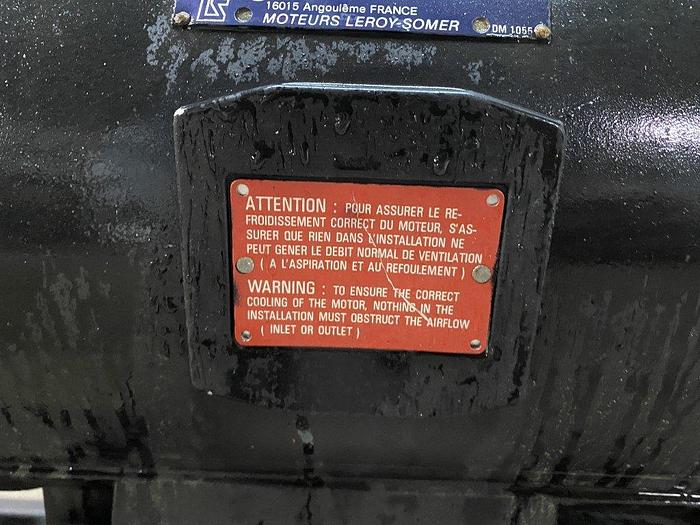 16015 Angoulême FRANCE
MOTEURS LEROY-SOMER
DM 1055
ATTENTION : POUR ASSURER LE RE-
FROIDISSEMENT CORRECT DU MOTEUR, S'AS-
SURER QUE RIEN DANS L'INSTALLATION NE
PEUT GENER LE DEBIT NORMAL DE VENTILATION
( A L'ASPIRATION ET AU REFOULEMENT )
WARNING : TO ENSURE THE CORRECT
COOLING OF THE MOTOR, NOTHING IN THE
INSTALLATION MUST OBSTRUCT THE AIRFLOW
( INLET OR OUTLET )